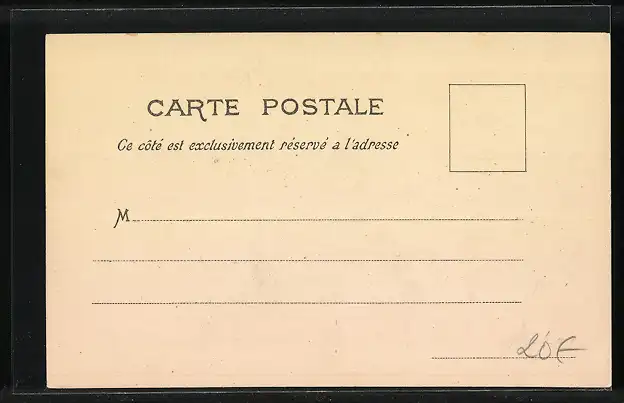 CARTE POSTALE
Ce côté est exclusivement réservé a l'adresse
M
20€